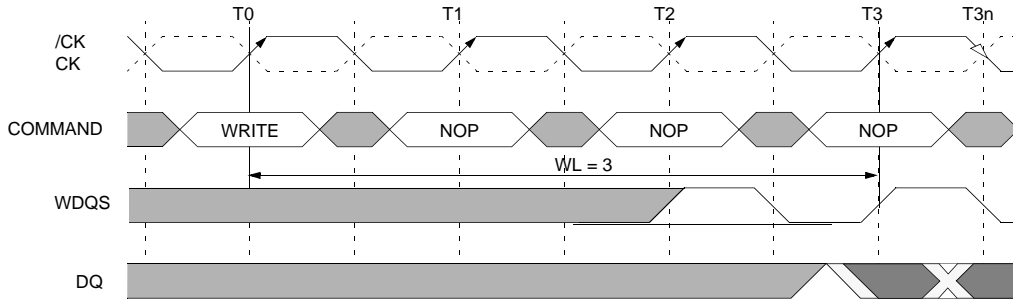 T0 T1 T2 T3 T3n
/CK
CK
COMMAND WRITE NOP NOP NOP
WL = 3
WDQS
DQ